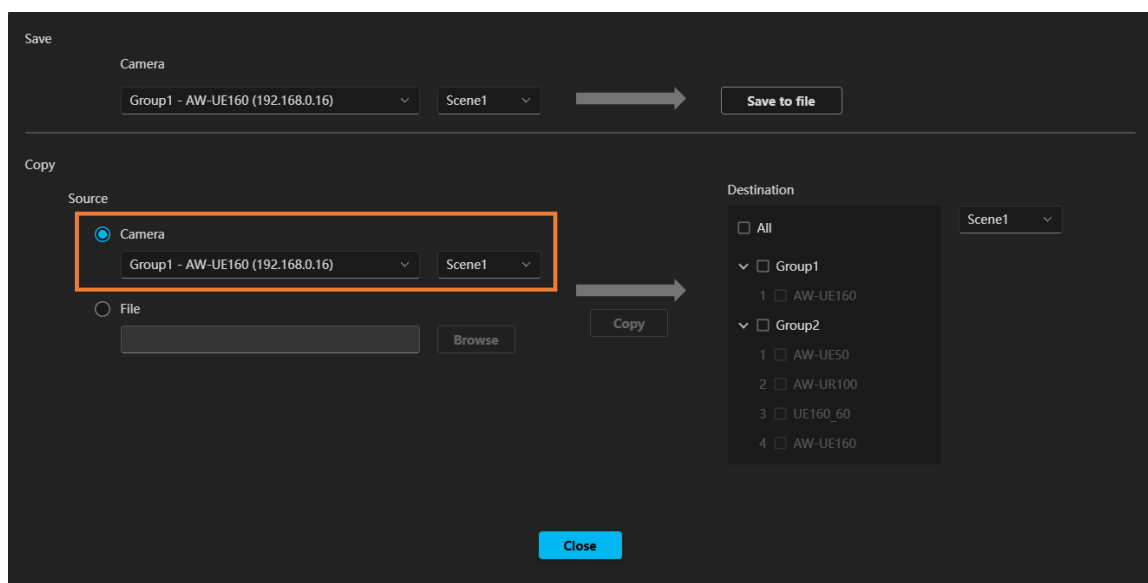 Save
Camera
Group1 - AW-UE160 (192.168.0.16)
Scene1
Save to file
Copy
Source
Camera
Group1 - AW-UE160 (192.168.0.16)
Scene1
File
Browse
Copy
Destination
All
Group1
1 AW-UE160
Group2
1 AW-UE50
2 AW-UR100
3 UE160_60
4 AW-UE160
Scene1
Close